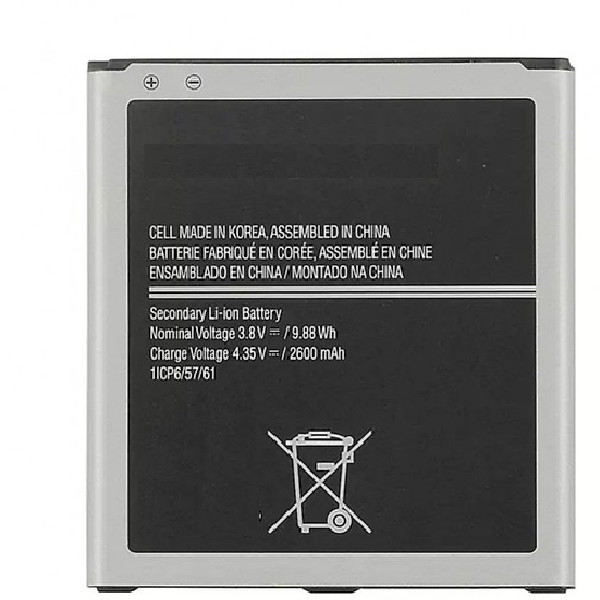 CELL MADE IN KOREA, ASSEMBLED IN CHINA
BATTERIE FABRIQUÉ EN CORÉE, ASSEMBLÉ EN CHINE
ENSAMBLADO EN CHINA / MONTADO NA CHINA
Secondary Li-ion Battery
Nominal Voltage 3.8 V ⎓ / 9.88 Wh
Charge Voltage 4.35 V ⎓ / 2600 mAh
1ICP6/57/61